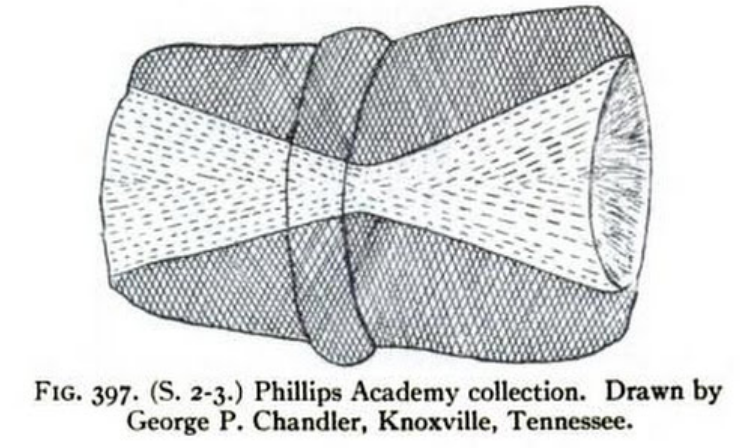 FIG. 397. (S. 2-3.) Phillips Academy collection. Drawn by
George P. Chandler, Knoxville, Tennessee.